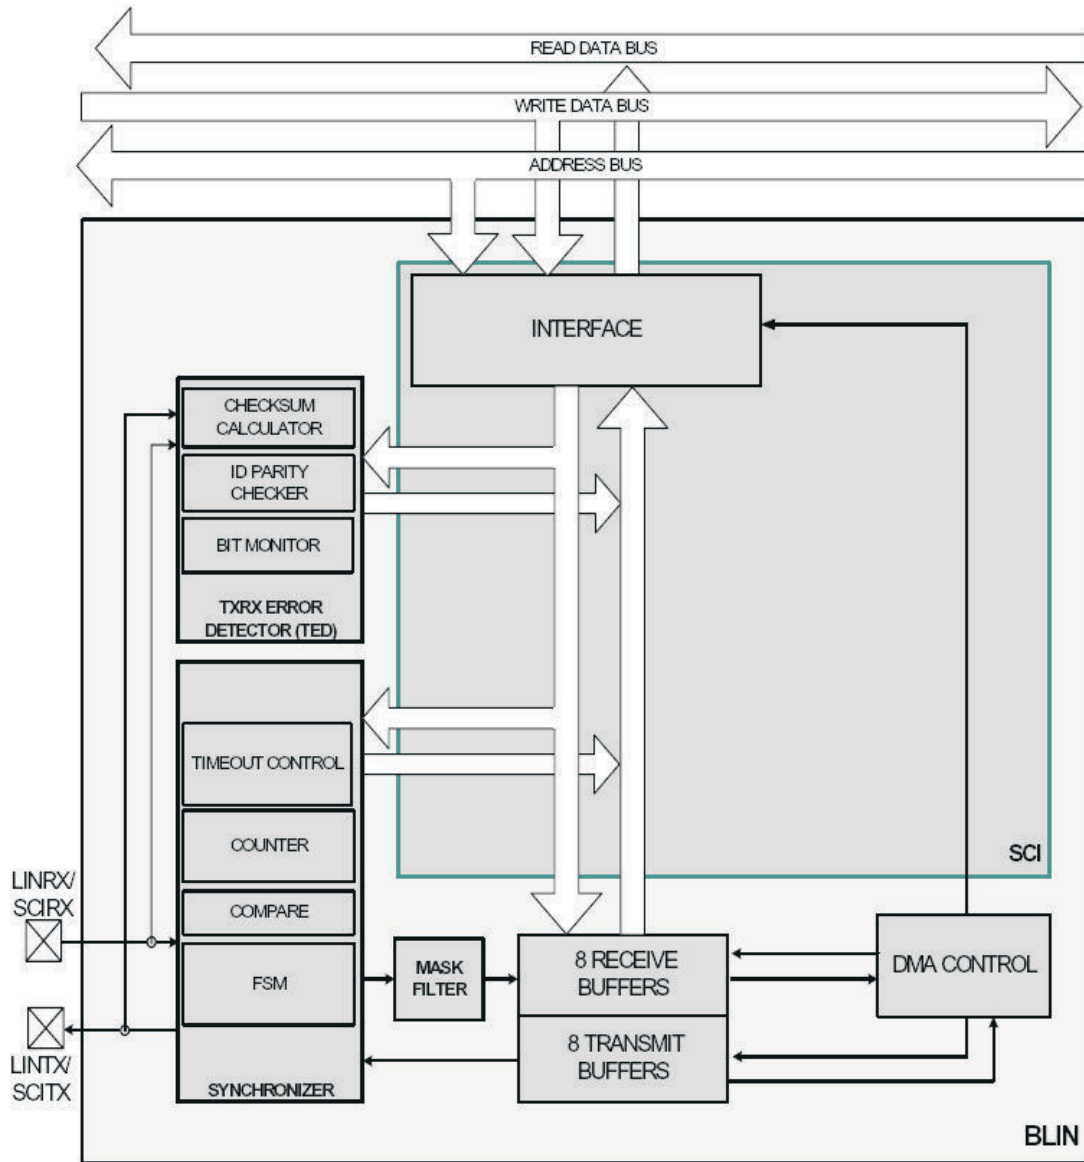 READ DATA BUS
WRITE DATA BUS
ADDRESS BUS
INTERFACE
CHECKSUM
CALCULATOR
ID PARITY
CHECKER
BIT MONITOR
TXRX ERROR
DETECTOR (TED)
TIMEOUT CONTROL
COUNTER
COMPARE
FSM
SYNCHRONIZER
LINRX/
SCIRX
LINTX/
SCITX
MASK
FILTER
8 RECEIVE
BUFFERS
8 TRANSMIT
BUFFERS
SCI
DMA CONTROL
BLIN